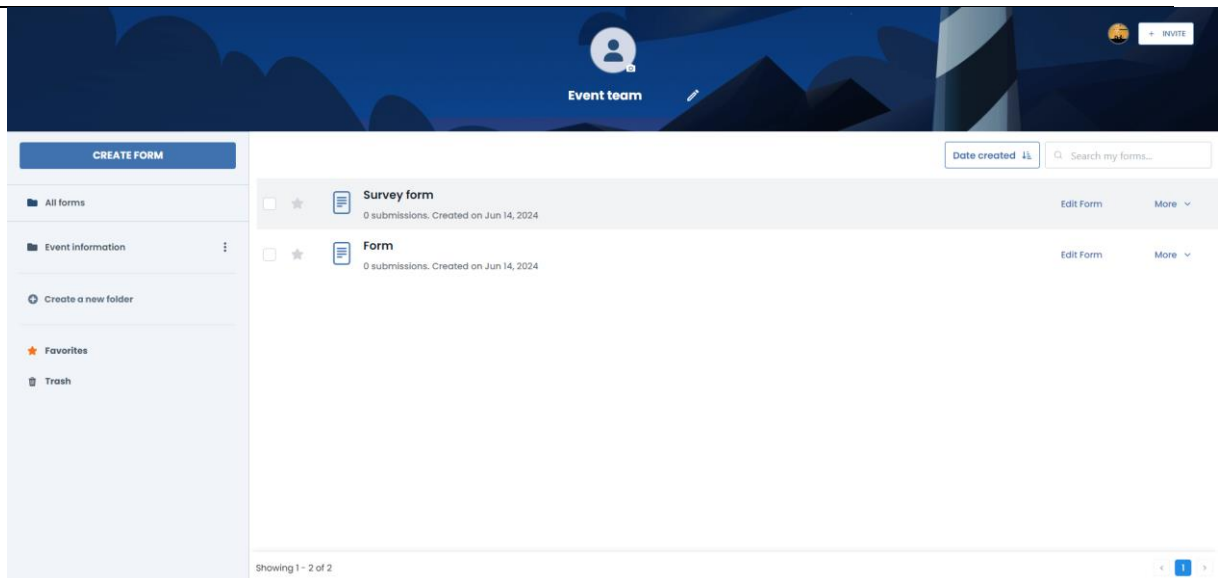 + INVITE
Event team
CREATE FORM
Date created
Search my forms...
All forms
Survey form
0 submissions. Created on Jun 14, 2024
Edit Form
More
Event information
Form
0 submissions. Created on Jun 14, 2024
Edit Form
More
Create a new folder
Favorites
Trash
Showing 1 - 2 of 2
1